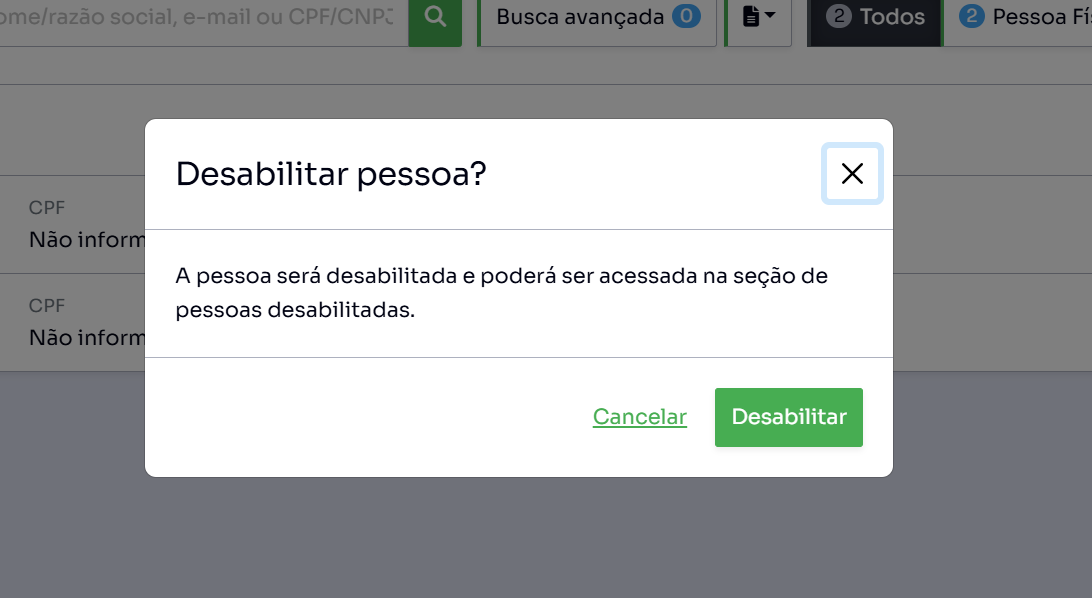 ome/razão social, e-mail ou CPF/CNPJ
Busca avançada 0
2 Todos
2 Pessoa Fí
Desabilitar pessoa?
CPF
Não inform
A pessoa será desabilitada e poderá ser acessada na seção de
pessoas desabilitadas.
CPF
Não inform
Cancelar
Desabilitar